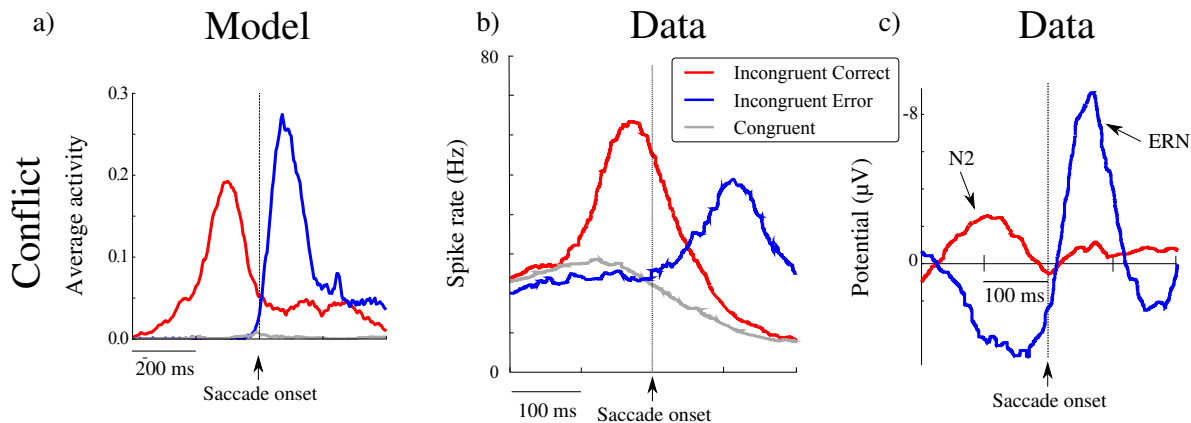 a)
Model
b)
Data
c)
Data
Conflict
Average activity
0.3
0.2
0.1
0.0
200 ms
Saccade onset
Spike rate (Hz)
80
0
100 ms
Saccade onset
Incongruent Correct
Incongruent Error
Congruent
Potential (μV)
-8
0
N2
ERN
100 ms
Saccade onset